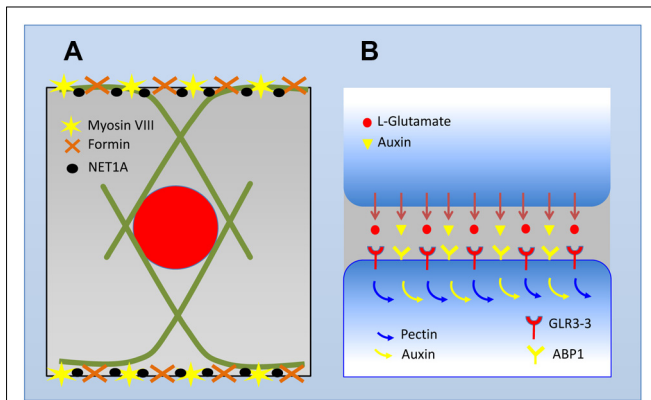 A
Myosin VIII
Formin
NET1A
B
L-Glutamate
Auxin
Pectin
Auxin
GLR3-3
ABP1